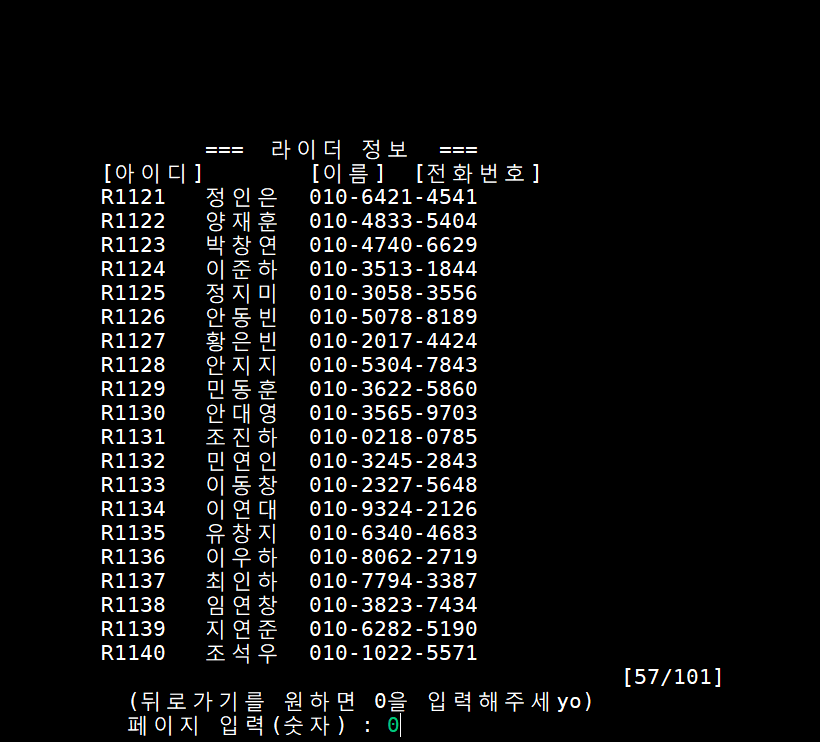 === 라이더 정보 ===
[아이디] [이름] [전화번호]
R1121 정인은 010-6421-4541
R1122 양재훈 010-4833-5404
R1123 박창연 010-4740-6629
R1124 이준하 010-3513-1844
R1125 정지미 010-3058-3556
R1126 안동빈 010-5078-8189
R1127 황은빈 010-2017-4424
R1128 안지지 010-5304-7843
R1129 민동훈 010-3622-5860
R1130 안대영 010-3565-9703
R1131 조진하 010-0218-0785
R1132 민연인 010-3245-2843
R1133 이동창 010-2327-5648
R1134 이연대 010-9324-2126
R1135 유창지 010-6340-4683
R1136 이우하 010-8062-2719
R1137 최인하 010-7794-3387
R1138 임연창 010-3823-7434
R1139 지연준 010-6282-5190
R1140 조석우 010-1022-5571
[57/101]
(뒤로가기를 원하면 0을 입력해주세yo)
페이지 입력(숫자) : 0